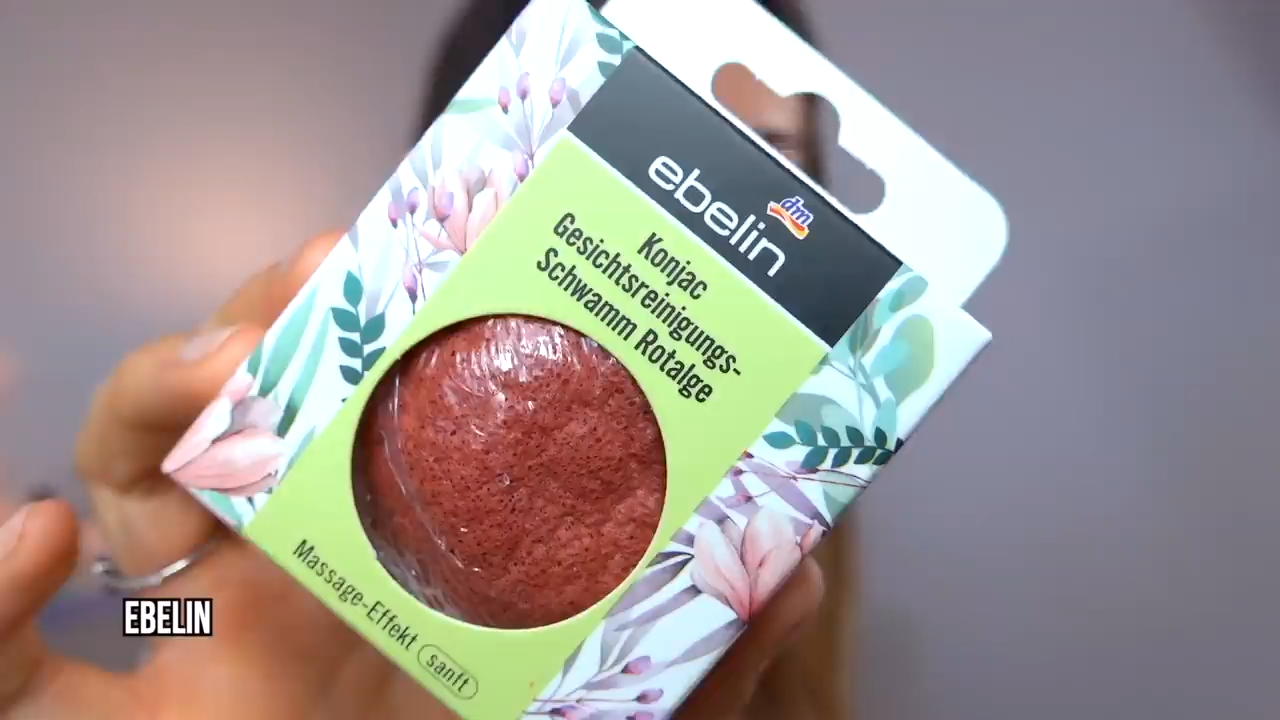 ebelin
dm
Konjac
Gesichtsreinigungs-
Schwamm Rotalge
Massage-Effekt sanft
EBELIN